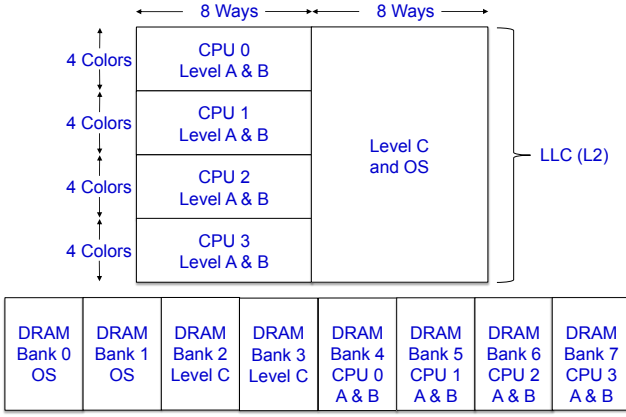 8 Ways 8 Ways
4 Colors
CPU 0
Level A & B
4 Colors
CPU 1
Level A & B
4 Colors
CPU 2
Level A & B
4 Colors
CPU 3
Level A & B
Level C
and OS
LLC (L2)
DRAM
Bank 0
OS
DRAM
Bank 1
OS
DRAM
Bank 2
Level C
DRAM
Bank 3
Level C
DRAM
Bank 4
CPU 0
A & B
DRAM
Bank 5
CPU 1
A & B
DRAM
Bank 6
CPU 2
A & B
DRAM
Bank 7
CPU 3
A & B